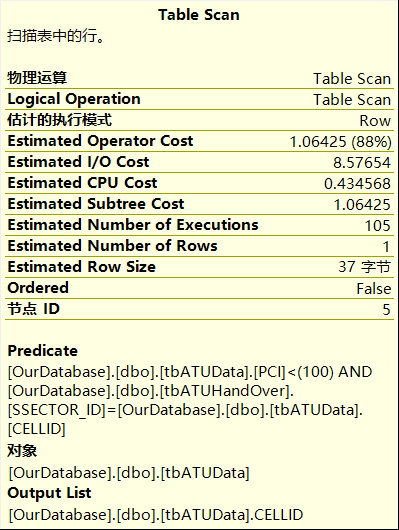 Table Scan
扫描表中的行。
物理运算 Table Scan
Logical Operation Table Scan
估计的执行模式 Row
Estimated Operator Cost 1.06425 (88%)
Estimated I/O Cost 8.57654
Estimated CPU Cost 0.434568
Estimated Subtree Cost 1.06425
Estimated Number of Executions 105
Estimated Number of Rows 1
Estimated Row Size 37 字节
Ordered False
节点 ID 5
Predicate
[OurDatabase].[dbo].[tbATUData].[PCI]<(100) AND
[OurDatabase].[dbo].[tbATUHandOver].
[SSECTOR_ID]=[OurDatabase].[dbo].[tbATUData].
[CELLID]
对象
[OurDatabase].[dbo].[tbATUData]
Output List
[OurDatabase].[dbo].[tbATUData].CELLID